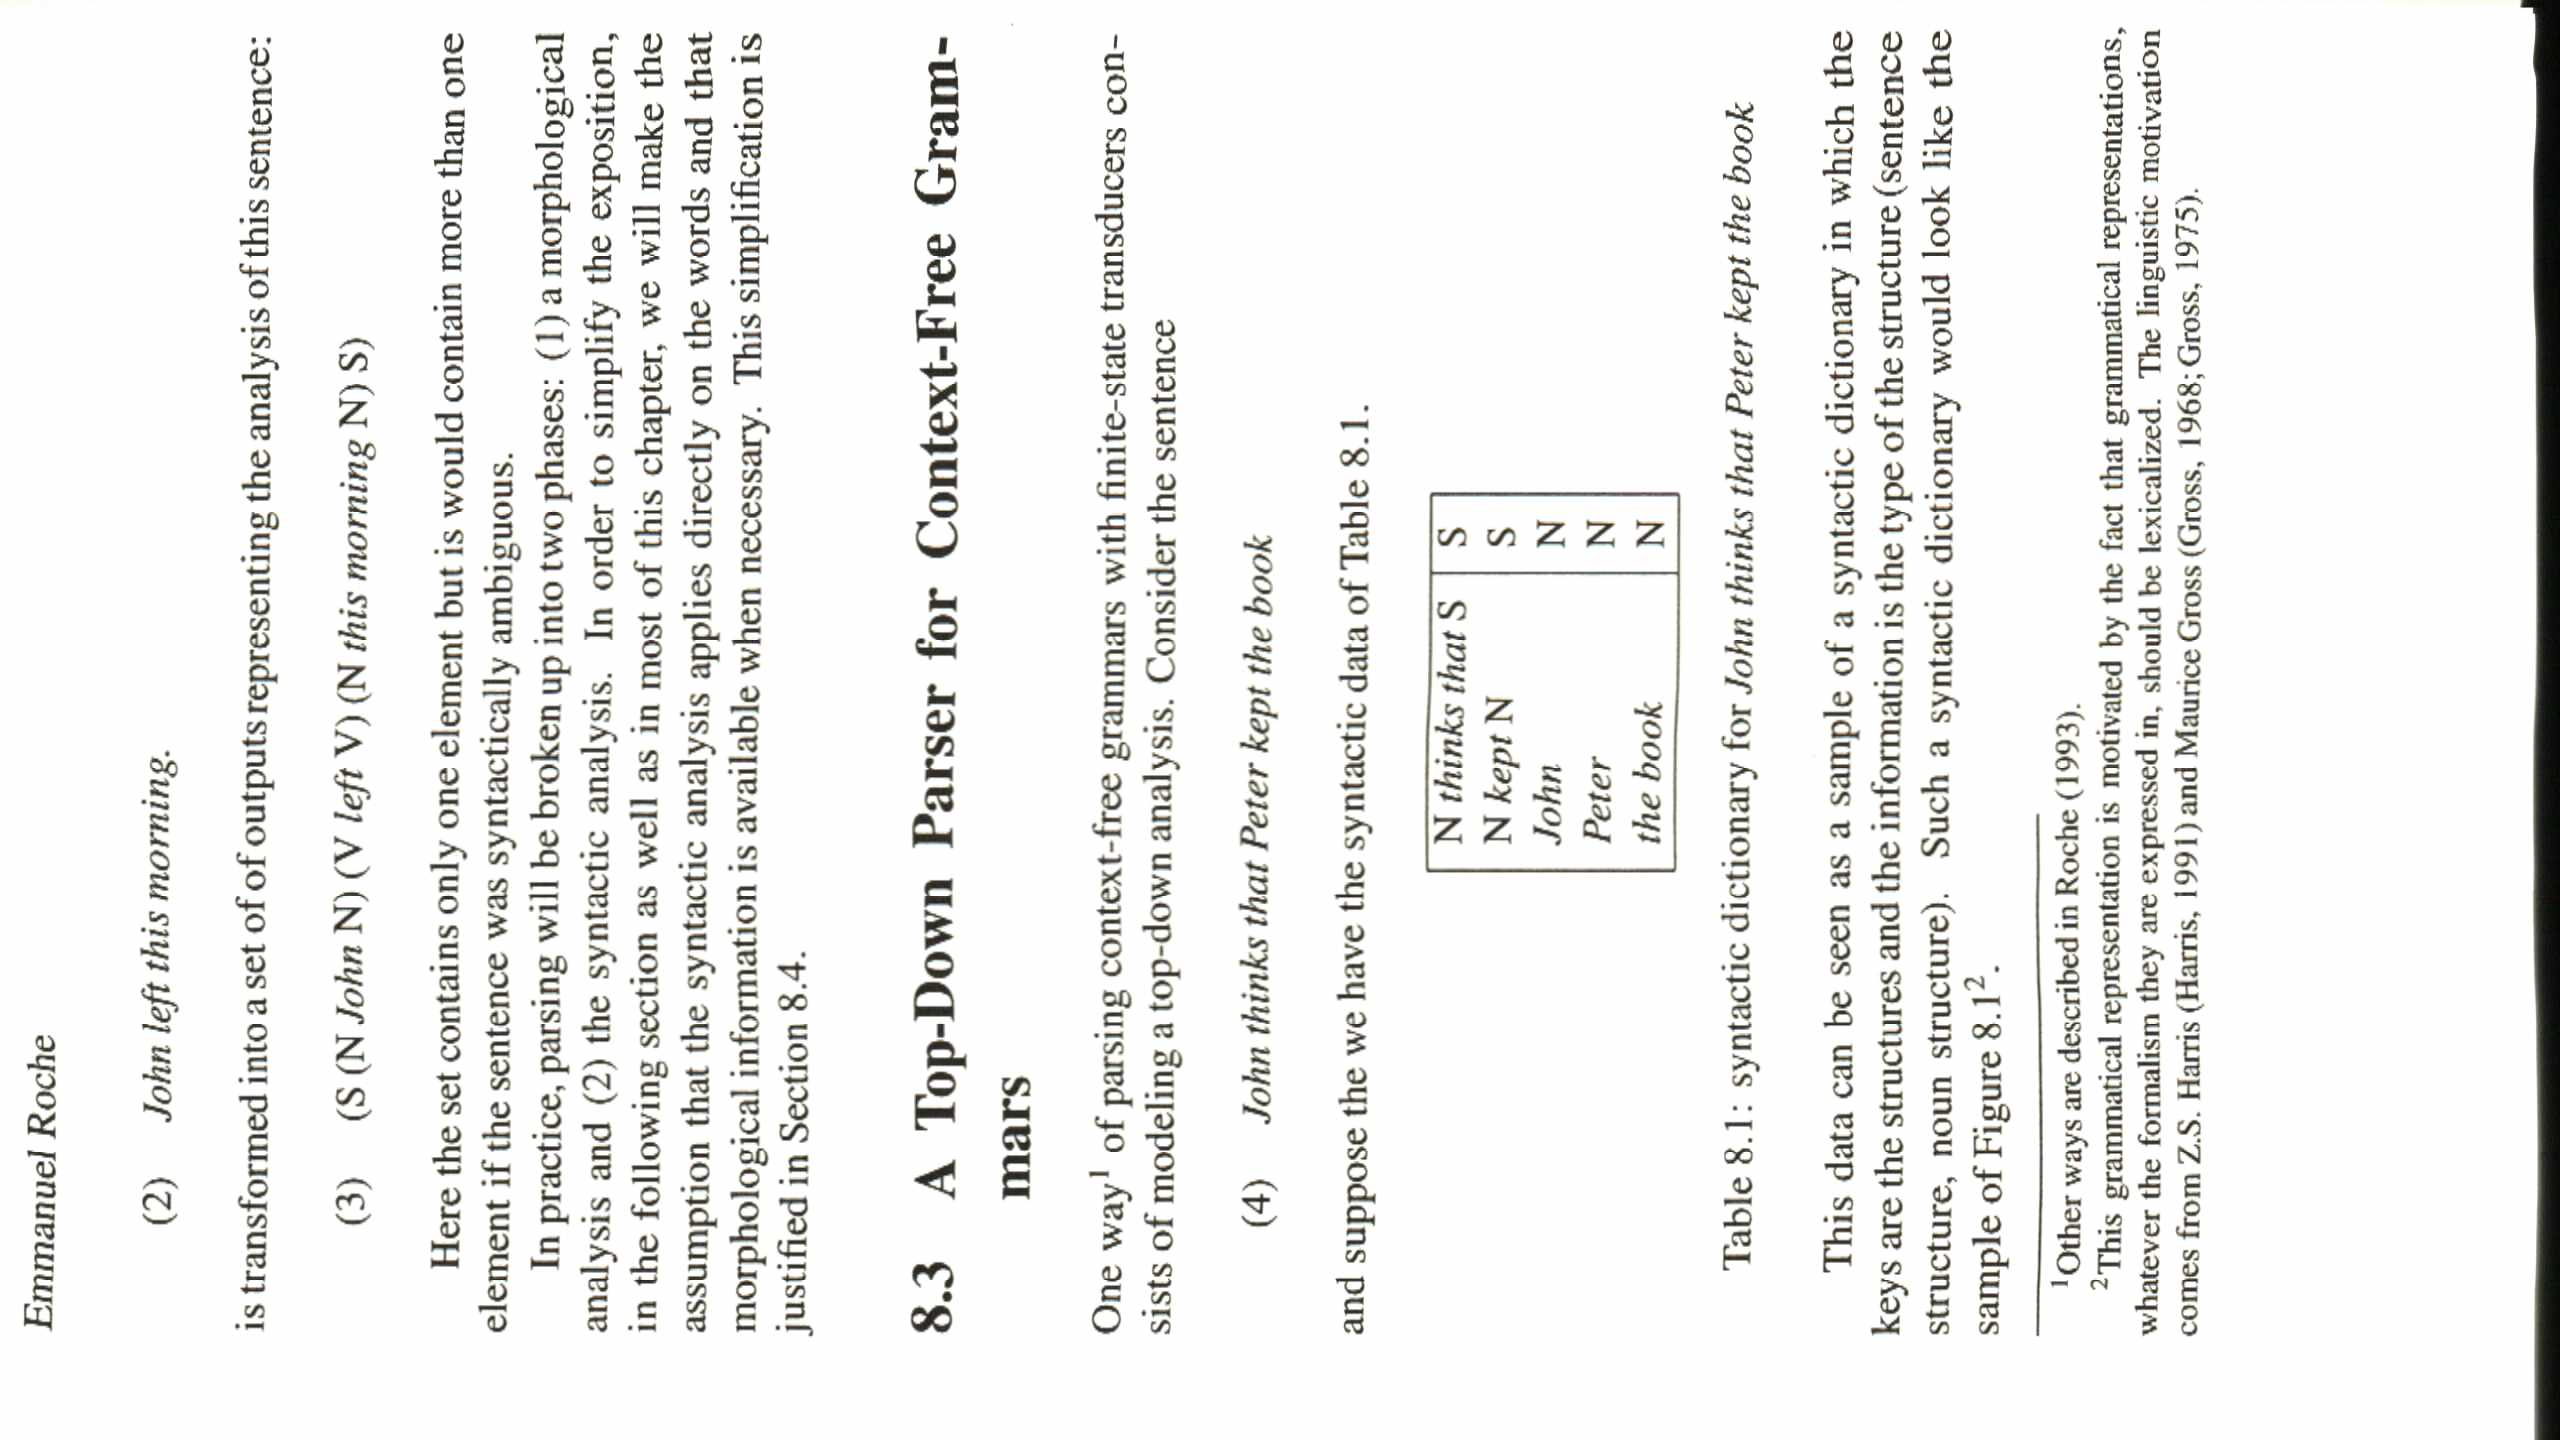 Emmanuel Roche
(2) John left this morning.
is transformed into a set of of outputs representing the analysis of this sentence:
(3) (S (N John N) (V left V) (N this morning N) S)
Here the set contains only one element but is would contain more than one
element if the sentence was syntactically ambiguous.
In practice, parsing will be broken up into two phases: (1) a morphological
analysis and (2) the syntactic analysis. In order to simplify the exposition,
in the following section as well as in most of this chapter, we will make the
assumption that the syntactic analysis applies directly on the words and that
morphological information is available when necessary. This simplification is
justified in Section 8.4.
8.3 A Top-Down Parser for Context-Free Gram-
mars
One way1 of parsing context-free grammars with finite-state transducers con-
sists of modeling a top-down analysis. Consider the sentence
(4) John thinks that Peter kept the book
and suppose the we have the syntactic data of Table 8.1.
N thinks that S S
N kept N S
John N
Peter N
the book N
Table 8.1: syntactic dictionary for John thinks that Peter kept the book
This data can be seen as a sample of a syntactic dictionary in which the
keys are the structures and the information is the type of the structure (sentence
structure, noun structure). Such a syntactic dictionary would look like the
sample of Figure 8.1².
1Other ways are described in Roche (1993).
2This grammatical representation is motivated by the fact that grammatical representations,
whatever the formalism they are expressed in, should be lexicalized. The linguistic motivation
comes from Z.S. Harris (Harris, 1991) and Maurice Gross (Gross, 1968; Gross, 1975).